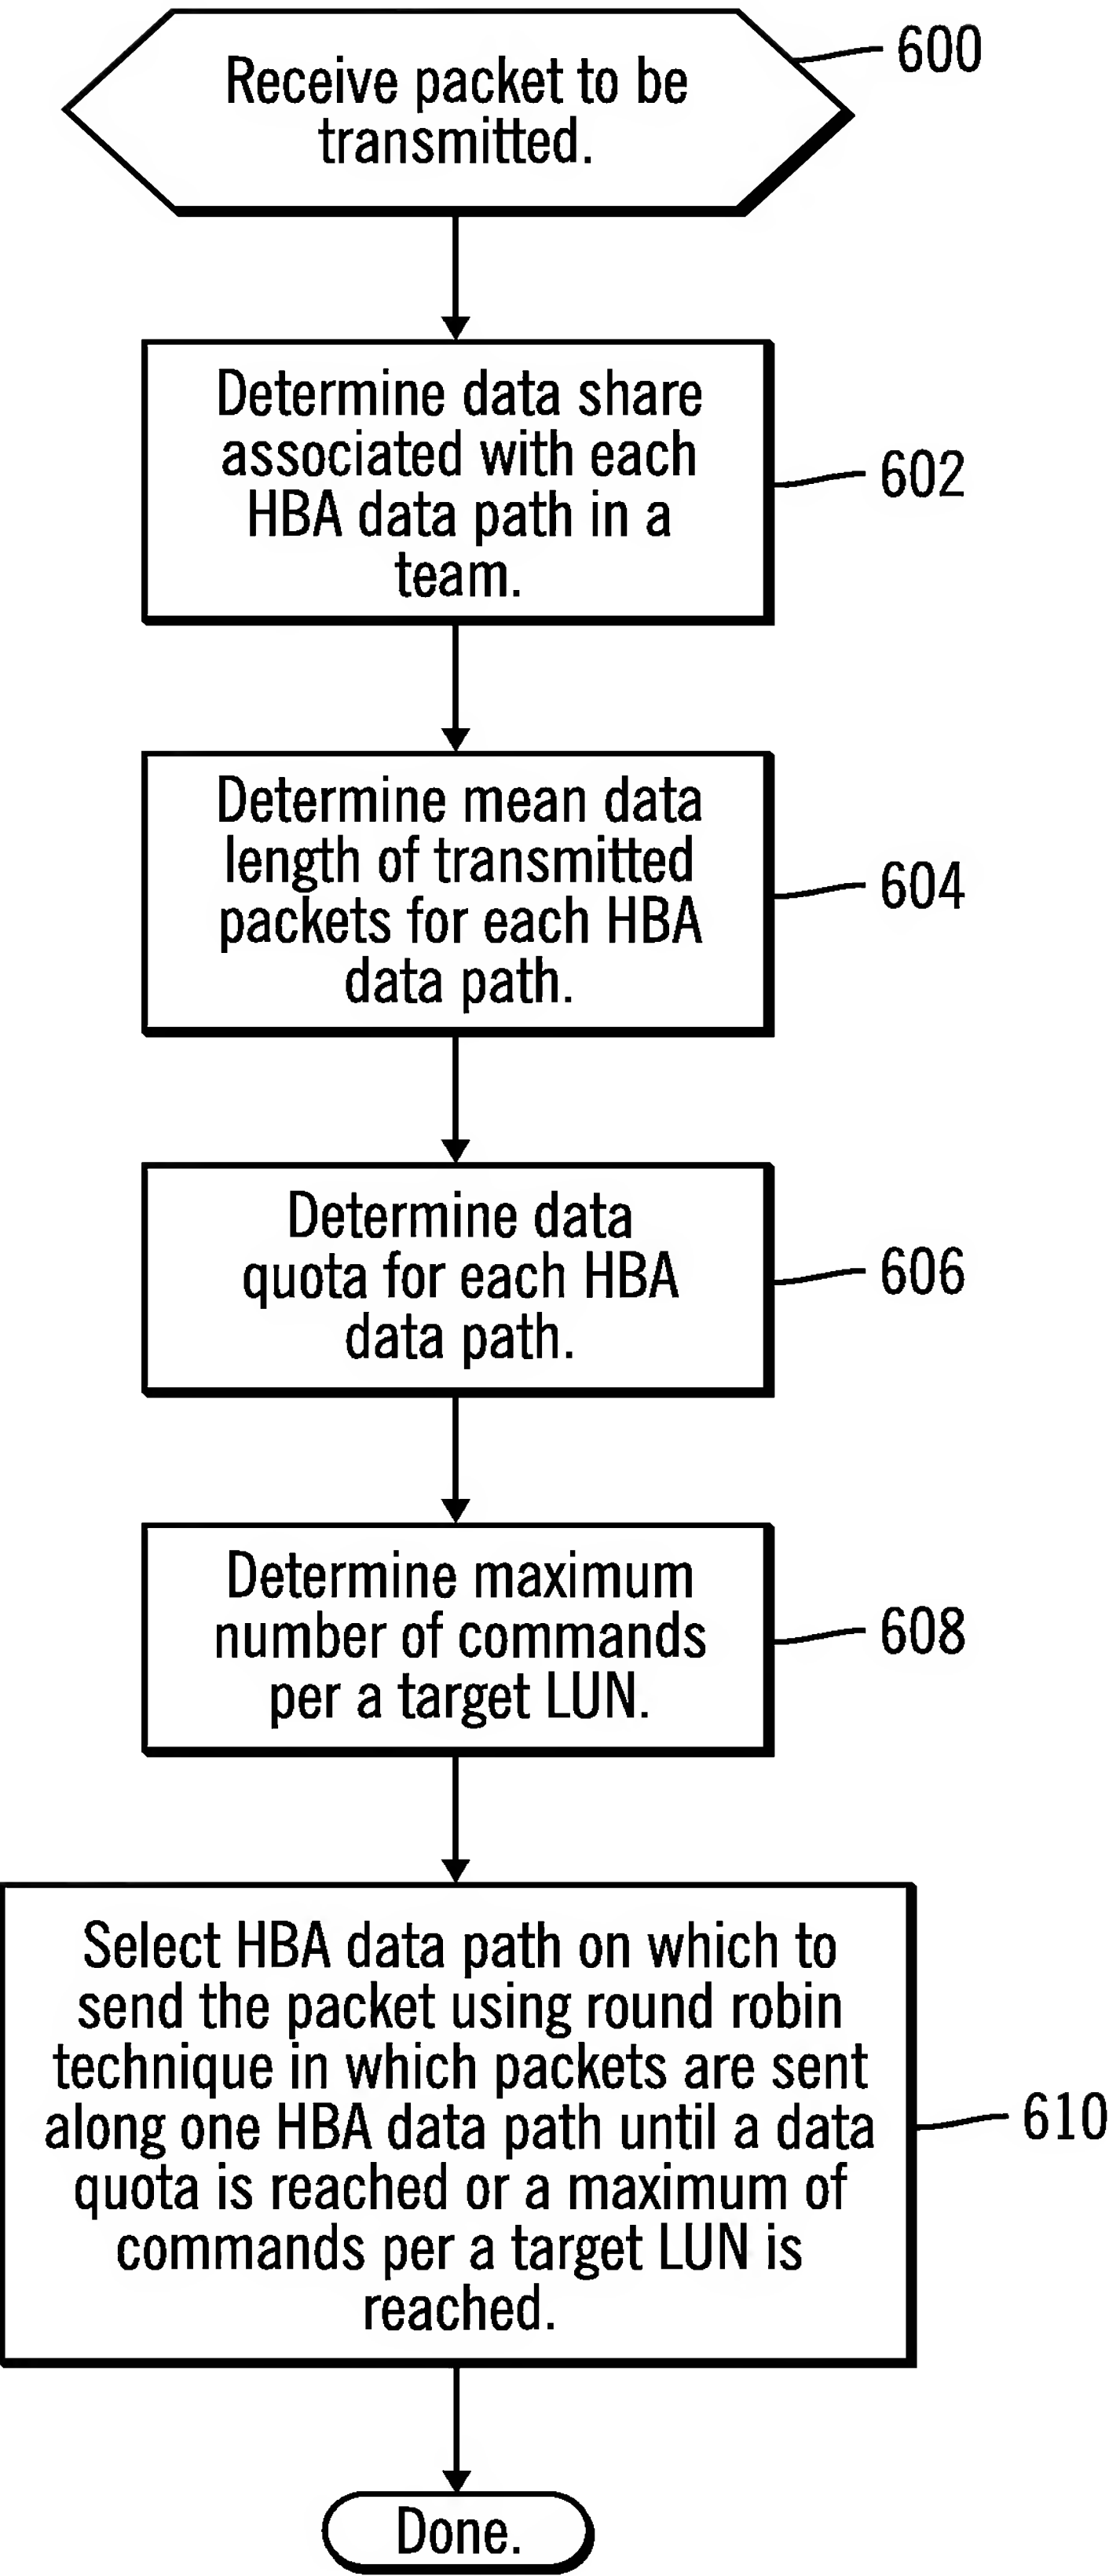 Receive packet to be
transmitted.
600
Determine data share
associated with each
HBA data path in a
team.
602
Determine mean data
length of transmitted
packets for each HBA
data path.
604
Determine data
quota for each HBA
data path.
606
Determine maximum
number of commands
per a target LUN.
608
Select HBA data path on which to
send the packet using round robin
technique in which packets are sent
along one HBA data path until a data
quota is reached or a maximum of
commands per a target LUN is
reached.
610
Done.